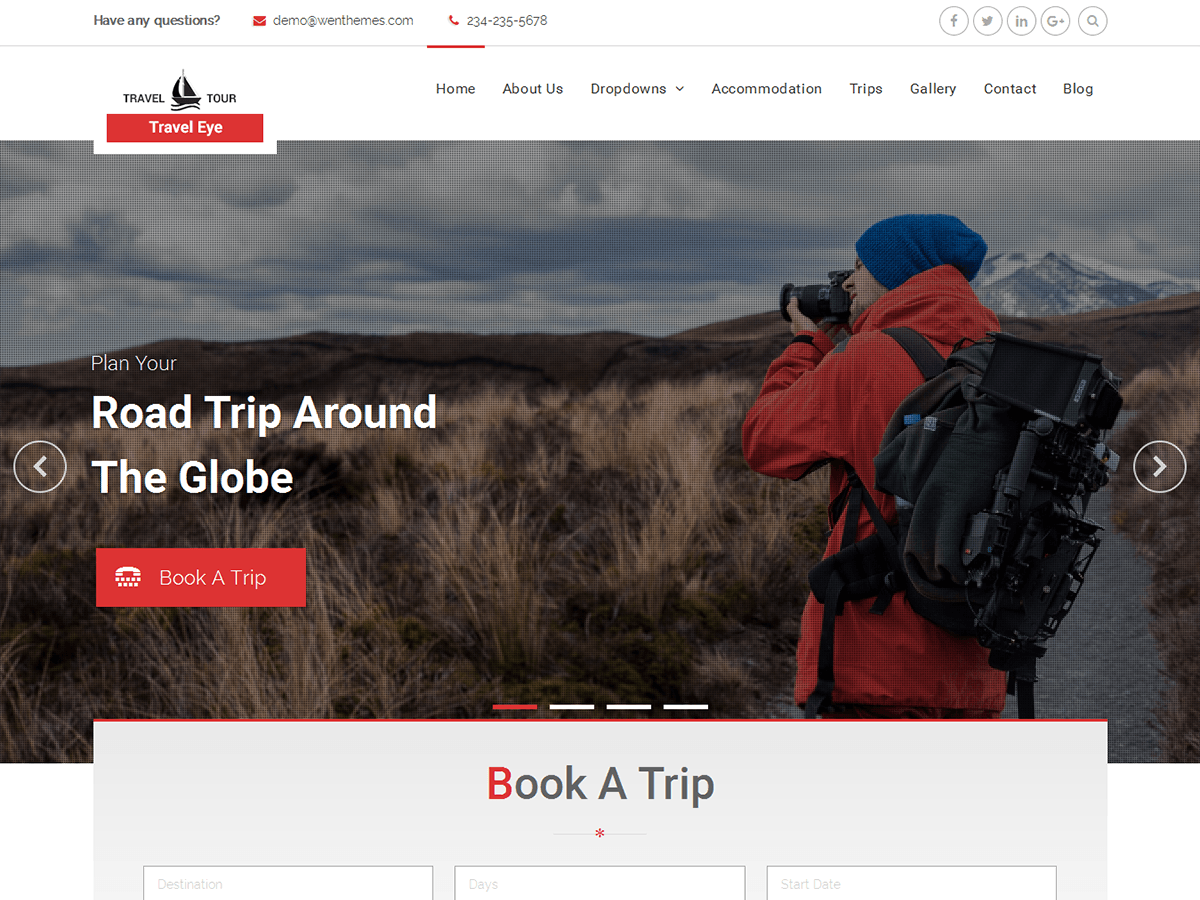 Have any questions? demo@wenthemes.com 234-235-5678
TRAVEL TOUR
Travel Eye
Home About Us Dropdowns Accommodation Trips Gallery Contact Blog
Plan Your
Road Trip Around
The Globe
Book A Trip
Book A Trip
Destination Days Start Date